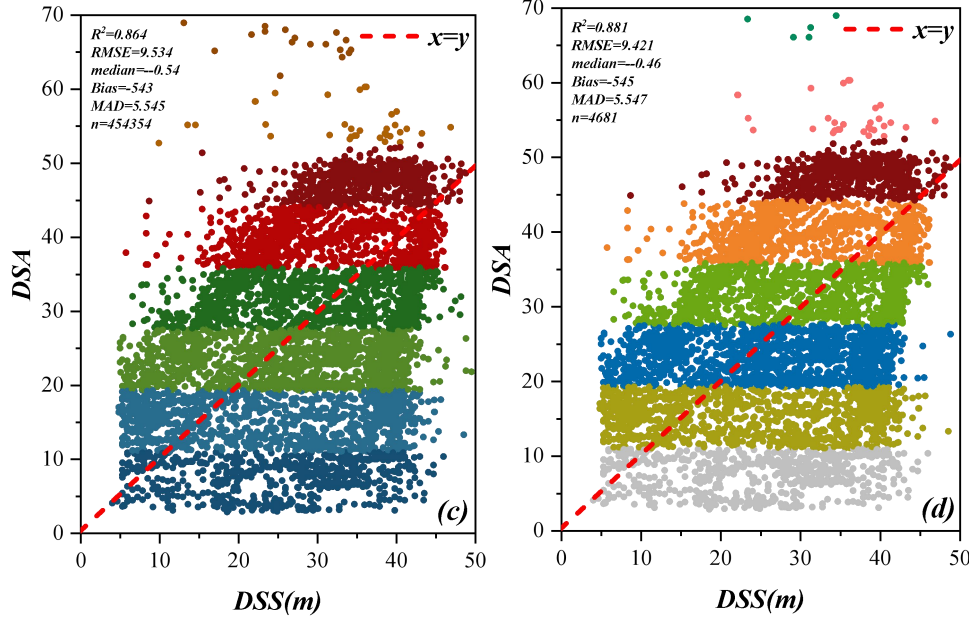 R²=0.864
RMSE=9.534
median=--0.54
Bias=-543
MAD=5.545
n=454354
x=y
70
60
50
40
30
20
10
0
DSA
(c)
0 10 20 30 40 50
DSS(m)
R²=0.881
RMSE=9.421
median=--0.46
Bias=-545
MAD=5.547
n=4681
x=y
70
60
50
40
30
20
10
0
DSA
(d)
0 10 20 30 40 50
DSS(m)